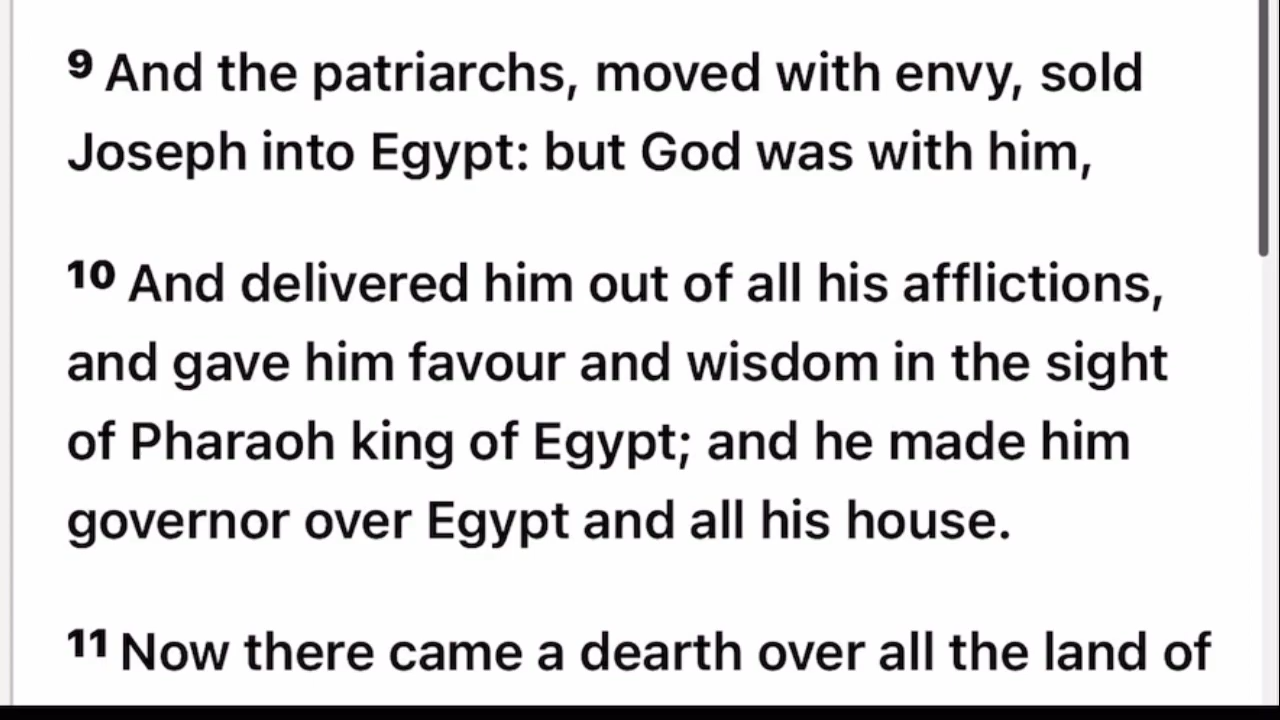 9 And the patriarchs, moved with envy, sold
Joseph into Egypt: but God was with him,
10 And delivered him out of all his afflictions,
and gave him favour and wisdom in the sight
of Pharaoh king of Egypt; and he made him
governor over Egypt and all his house.
11 Now there came a dearth over all the land of